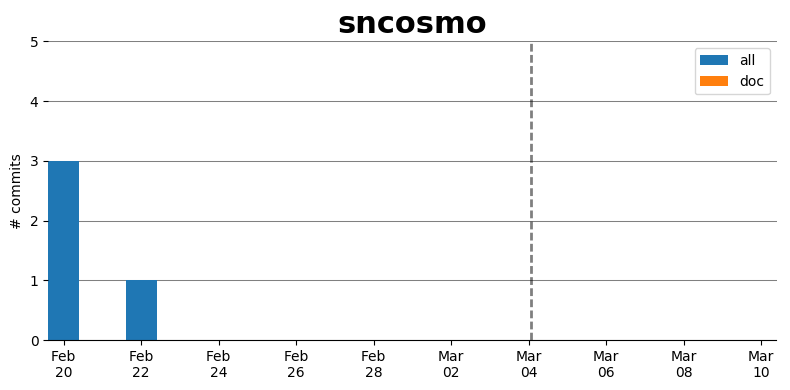 sncosmo
# commits
5
4
3
2
1
0
all
doc
Feb 20
Feb 22
Feb 24
Feb 26
Feb 28
Mar 02
Mar 04
Mar 06
Mar 08
Mar 10